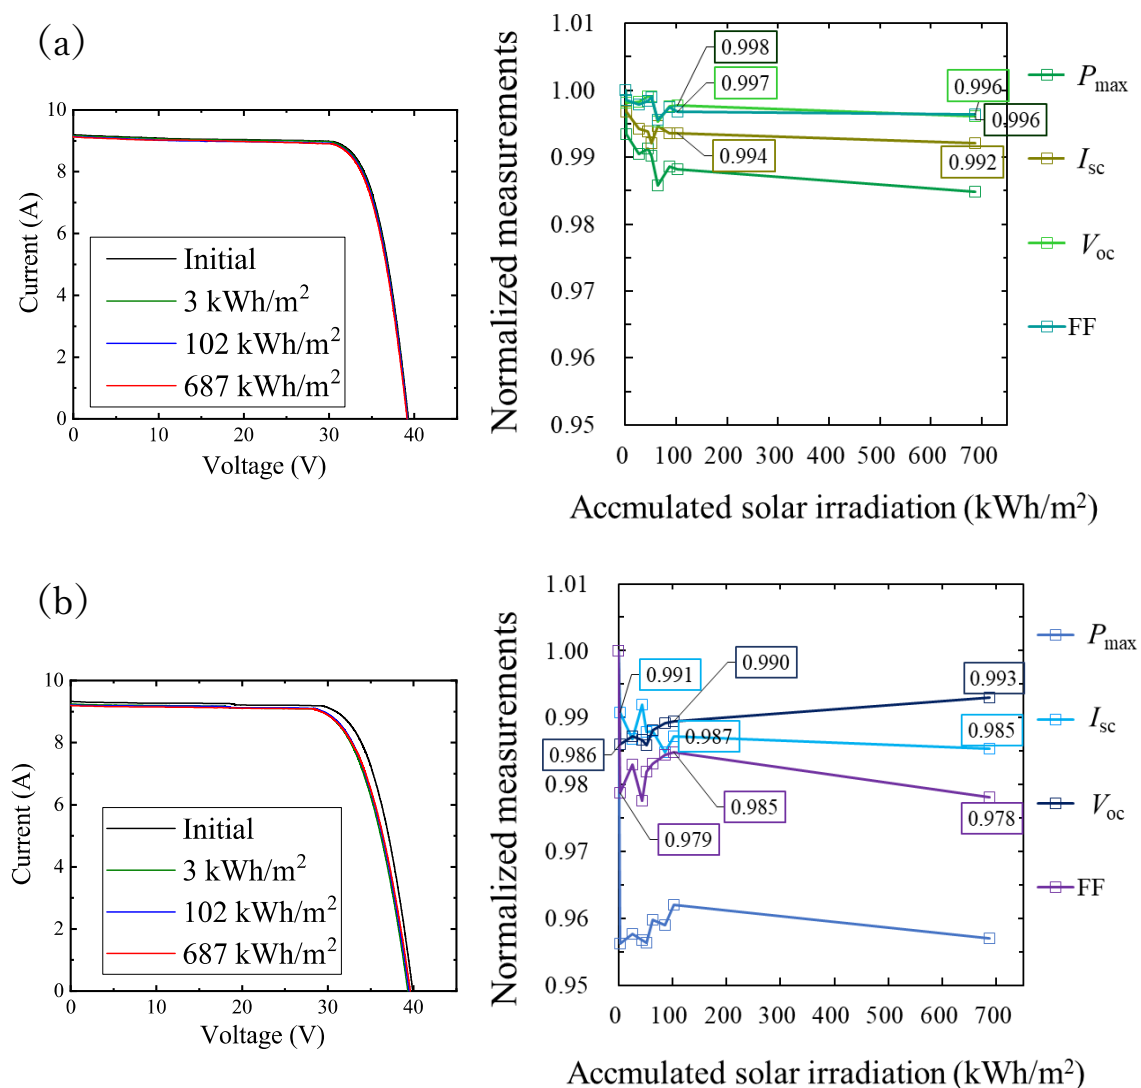 (a)
10
8
6
4
2
0
Current (A)
Initial
3 kWh/m²
102 kWh/m²
687 kWh/m²
0 10 20 30 40
Voltage (V)
Normalized measurements
1.01
1.00
0.99
0.98
0.97
0.96
0.95
0.998
0.997
0.994
0.996
0.996
0.992
0 100 200 300 400 500 600 700
Accmulated solar irradiation (kWh/m²)
Pmax
Isc
Voc
FF
(b)
10
8
6
4
2
0
Current (A)
Initial
3 kWh/m²
102 kWh/m²
687 kWh/m²
0 10 20 30 40
Voltage (V)
Normalized measurements
1.01
1.00
0.99
0.98
0.97
0.96
0.95
0.991
0.990
0.993
0.986
0.987
0.985
0.979
0.985
0.978
0 100 200 300 400 500 600 700
Accmulated solar irradiation (kWh/m²)
Pmax
Isc
Voc
FF